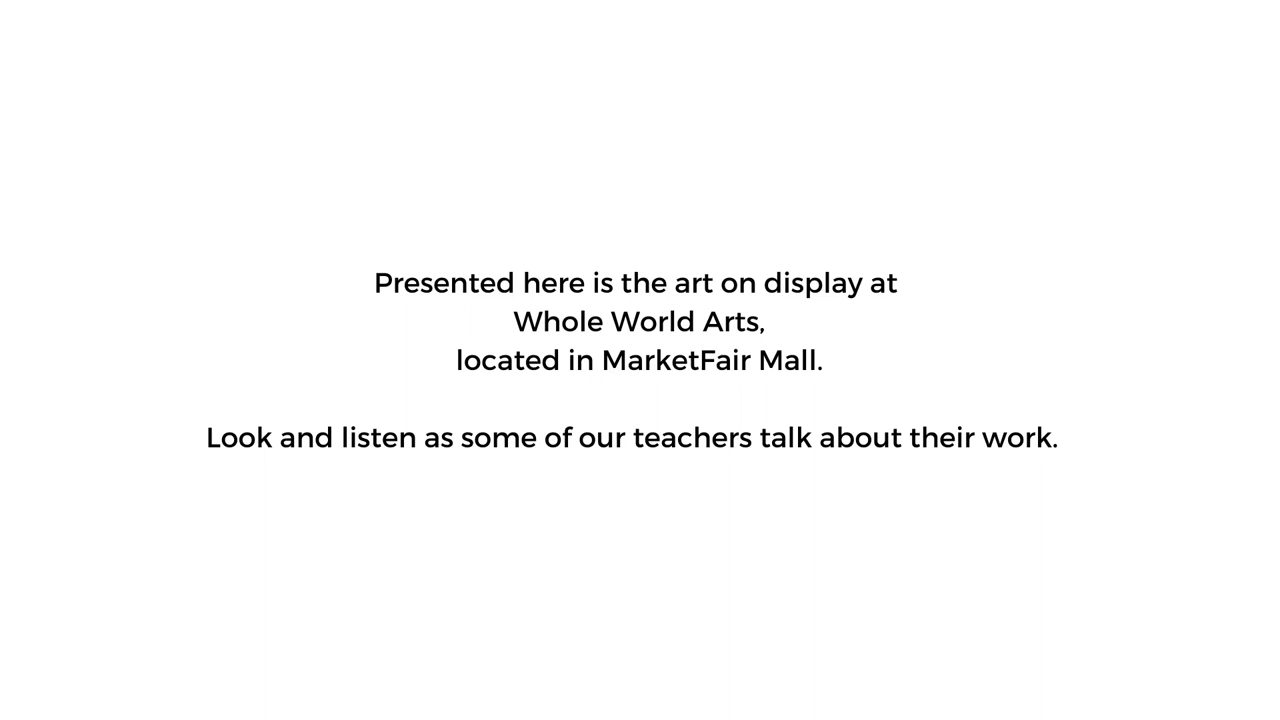 Presented here is the art on display at
Whole World Arts,
located in MarketFair Mall.
Look and listen as some of our teachers talk about their work.